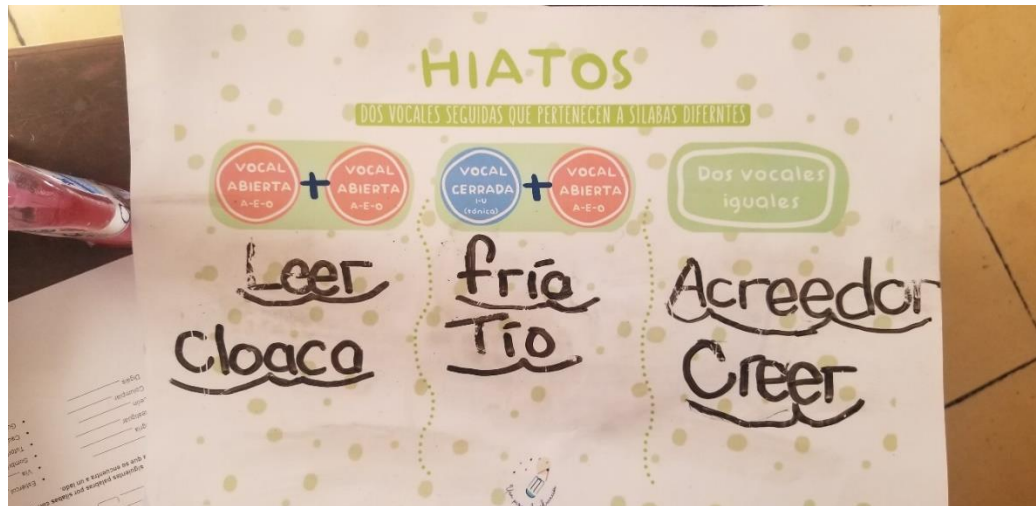 HIATOS
DOS VOCALES SEGUIDAS QUE PERTENECEN A SÍLABAS DIFERNTES
VOCAL
ABIERTA
A-E-O
+
VOCAL
ABIERTA
A-E-O
VOCAL
CERRADA
I-U
(tónica)
+
VOCAL
ABIERTA
A-E-O
Dos vocales
iguales
Leer
Cloaca
fría
Tío
Acreedor
Creer